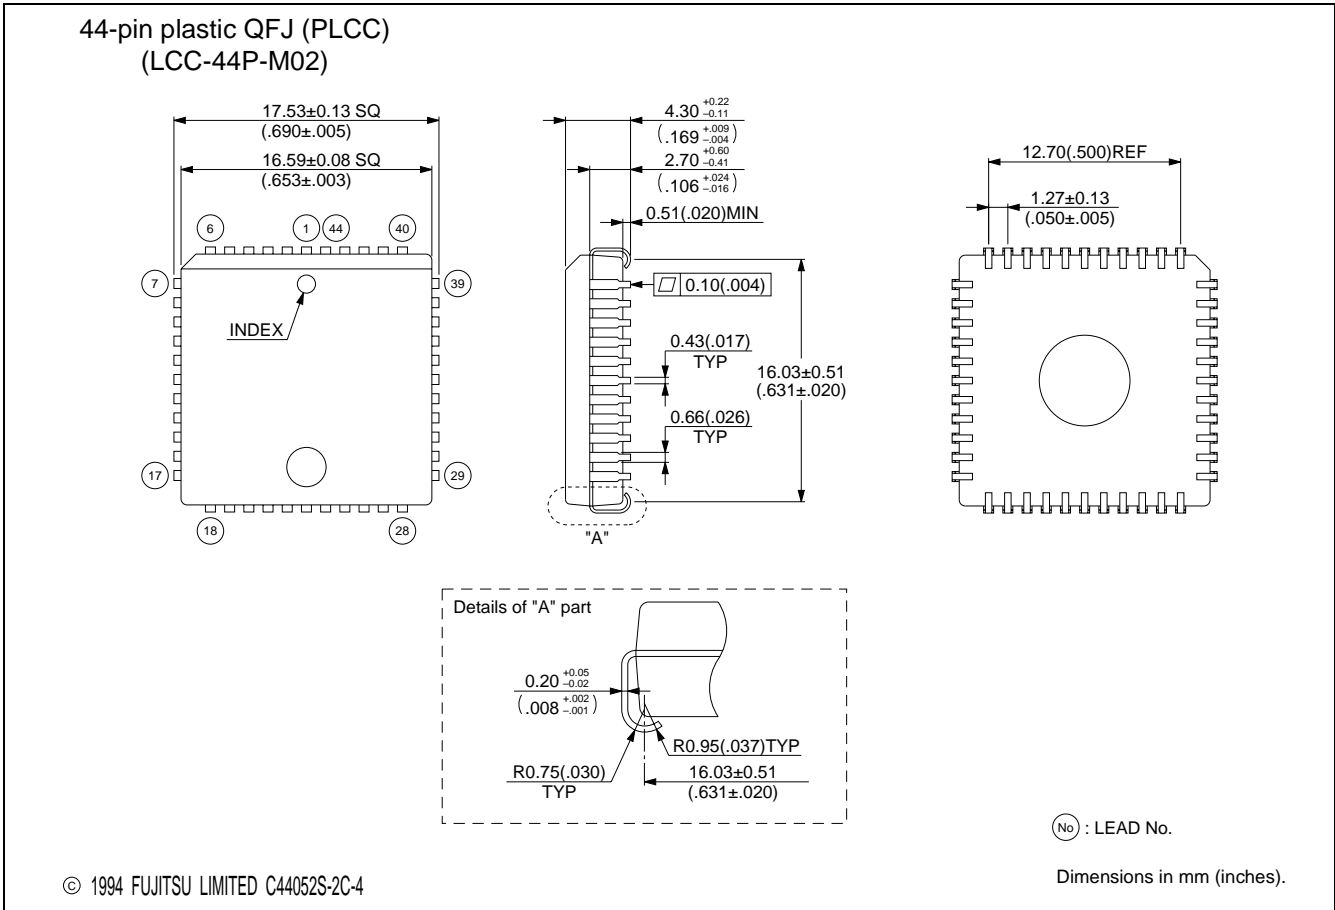 44-pin plastic QFJ (PLCC)
(LCC-44P-M02)
17.53±0.13 SQ
(.690±.005)
16.59±0.08 SQ
(.653±.003)
6
1
44
40
7
39
INDEX
17
29
18
28
4.30 +0.22 –0.11
(.169 +.009 –.004)
2.70 +0.60 –0.41
(.106 +.024 –.016)
0.51(.020)MIN
0.10(.004)
0.43(.017)
TYP
16.03±0.51
(.631±.020)
0.66(.026)
TYP
"A"
12.70(.500)REF
1.27±0.13
(.050±.005)
Details of "A" part
0.20 +0.05 –0.02
(.008 +.002 –.001)
R0.95(.037)TYP
R0.75(.030)
TYP
16.03±0.51
(.631±.020)
No : LEAD No.
© 1994 FUJITSU LIMITED C44052S-2C-4
Dimensions in mm (inches).